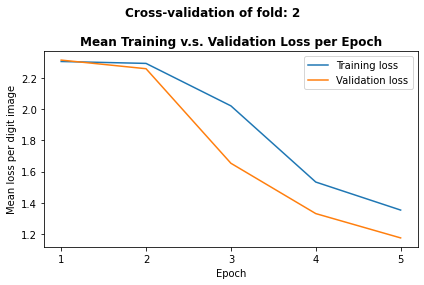 Cross-validation of fold: 2
Mean Training v.s. Validation Loss per Epoch
Training loss
Validation loss
Mean loss per digit image
2.2
2.0
1.8
1.6
1.4
1.2
1 2 3 4 5
Epoch